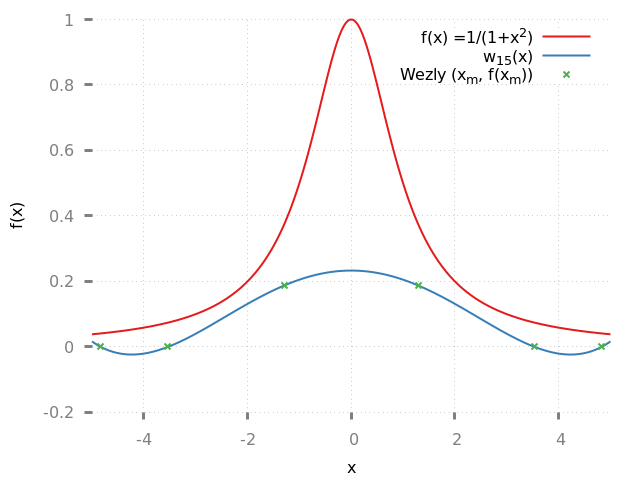 f(x) =1/(1+x²)
w₁₅(x)
Wezly (xₘ, f(xₘ))
1
0.8
0.6
0.4
0.2
0
-0.2
f(x)
-4
-2
0
2
4
x